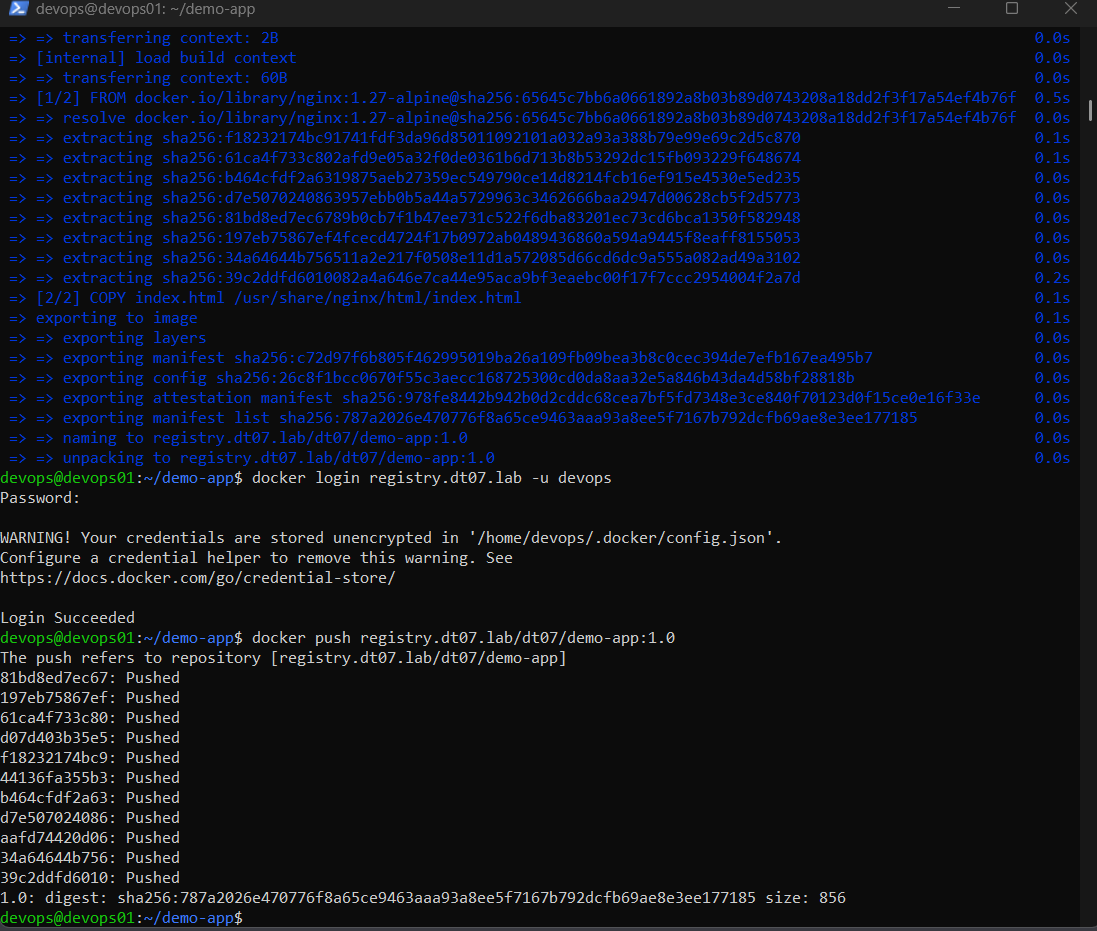 devops@devops01: ~/demo-app
=> => transferring context: 2B 0.0s
=> [internal] load build context 0.0s
=> => transferring context: 60B 0.0s
=> [1/2] FROM docker.io/library/nginx:1.27-alpine@sha256:65645c7bb6a0661892a8b03b89d0743208a18dd2f3f17a54ef4b76f 0.5s
=> => resolve docker.io/library/nginx:1.27-alpine@sha256:65645c7bb6a0661892a8b03b89d0743208a18dd2f3f17a54ef4b76f 0.0s
=> => extracting sha256:f18232174bc91741fdf3da96d85011092101a032a93a388b79e99e69c2d5c870 0.1s
=> => extracting sha256:61ca4f733c802afd9e05a32f0de0361b6d713b8b53292dc15fb093229f648674 0.1s
=> => extracting sha256:b464cfdf2a6319875aeb27359ec549790ce14d8214fcb16ef915e4530e5ed235 0.0s
=> => extracting sha256:d7e5070240863957ebb0b5a44a5729963c3462666baa2947d00628cb5f2d5773 0.0s
=> => extracting sha256:81bd8ed7ec6789b0cb7f1b47ee731c522f6dba83201ec73cd6bca1350f582948 0.0s
=> => extracting sha256:197eb75867ef4fcecd4724f17b0972ab0489436860a594a9445f8eaff8155053 0.0s
=> => extracting sha256:34a64644b756511a2e217f0508e11d1a572085d66cd6dc9a555a082ad49a3102 0.0s
=> => extracting sha256:39c2ddfd6010082a4a646e7ca44e95aca9bf3eaebc00f17f7ccc2954004f2a7d 0.2s
=> [2/2] COPY index.html /usr/share/nginx/html/index.html 0.1s
=> exporting to image 0.1s
=> => exporting layers 0.0s
=> => exporting manifest sha256:c72d97f6b805f462995019ba26a109fb09bea3b8c0cec394de7efb167ea495b7 0.0s
=> => exporting config sha256:26c8f1bcc0670f55c3aecc168725300cd0da8aa32e5a846b43da4d58bf28818b 0.0s
=> => exporting attestation manifest sha256:978fe8442b942b0d2cddc68cea7bf5fd7348e3ce840f70123d0f15ce0e16f33e 0.0s
=> => exporting manifest list sha256:787a2026e470776f8a65ce9463aaa93a8ee5f7167b792dcfb69ae8e3ee177185 0.0s
=> => naming to registry.dt07.lab/dt07/demo-app:1.0 0.0s
=> => unpacking to registry.dt07.lab/dt07/demo-app:1.0 0.0s
devops@devops01:~/demo-app$ docker login registry.dt07.lab -u devops
Password:
WARNING! Your credentials are stored unencrypted in '/home/devops/.docker/config.json'.
Configure a credential helper to remove this warning. See
https://docs.docker.com/go/credential-store/
Login Succeeded
devops@devops01:~/demo-app$ docker push registry.dt07.lab/dt07/demo-app:1.0
The push refers to repository [registry.dt07.lab/dt07/demo-app]
81bd8ed7ec67: Pushed
197eb75867ef: Pushed
61ca4f733c80: Pushed
d07d403b35e5: Pushed
f18232174bc9: Pushed
44136fa355b3: Pushed
b464cfdf2a63: Pushed
d7e507024086: Pushed
aafd74420d06: Pushed
34a64644b756: Pushed
39c2ddfd6010: Pushed
1.0: digest: sha256:787a2026e470776f8a65ce9463aaa93a8ee5f7167b792dcfb69ae8e3ee177185 size: 856
devops@devops01:~/demo-app$